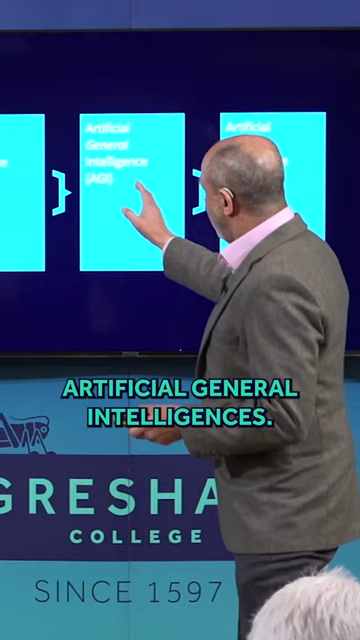 Artificial
General
Intelligence
(AGI)
Artificial
ARTIFICIAL GENERAL
INTELLIGENCES.
GRESHA
COLLEGE
SINCE 1597